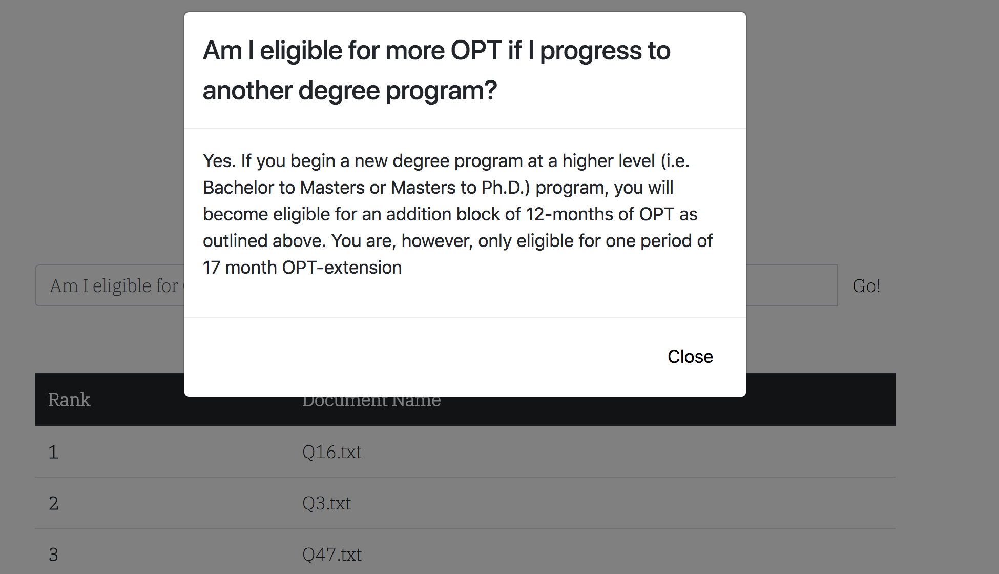 Am I eligible for more OPT if I progress to
another degree program?
Yes. If you begin a new degree program at a higher level (i.e.
Bachelor to Masters or Masters to Ph.D.) program, you will
become eligible for an addition block of 12-months of OPT as
outlined above. You are, however, only eligible for one period of
17 month OPT-extension
Close
Am I eligible for
Go!
Rank Document Name
1 Q16.txt
2 Q3.txt
3 Q47.txt